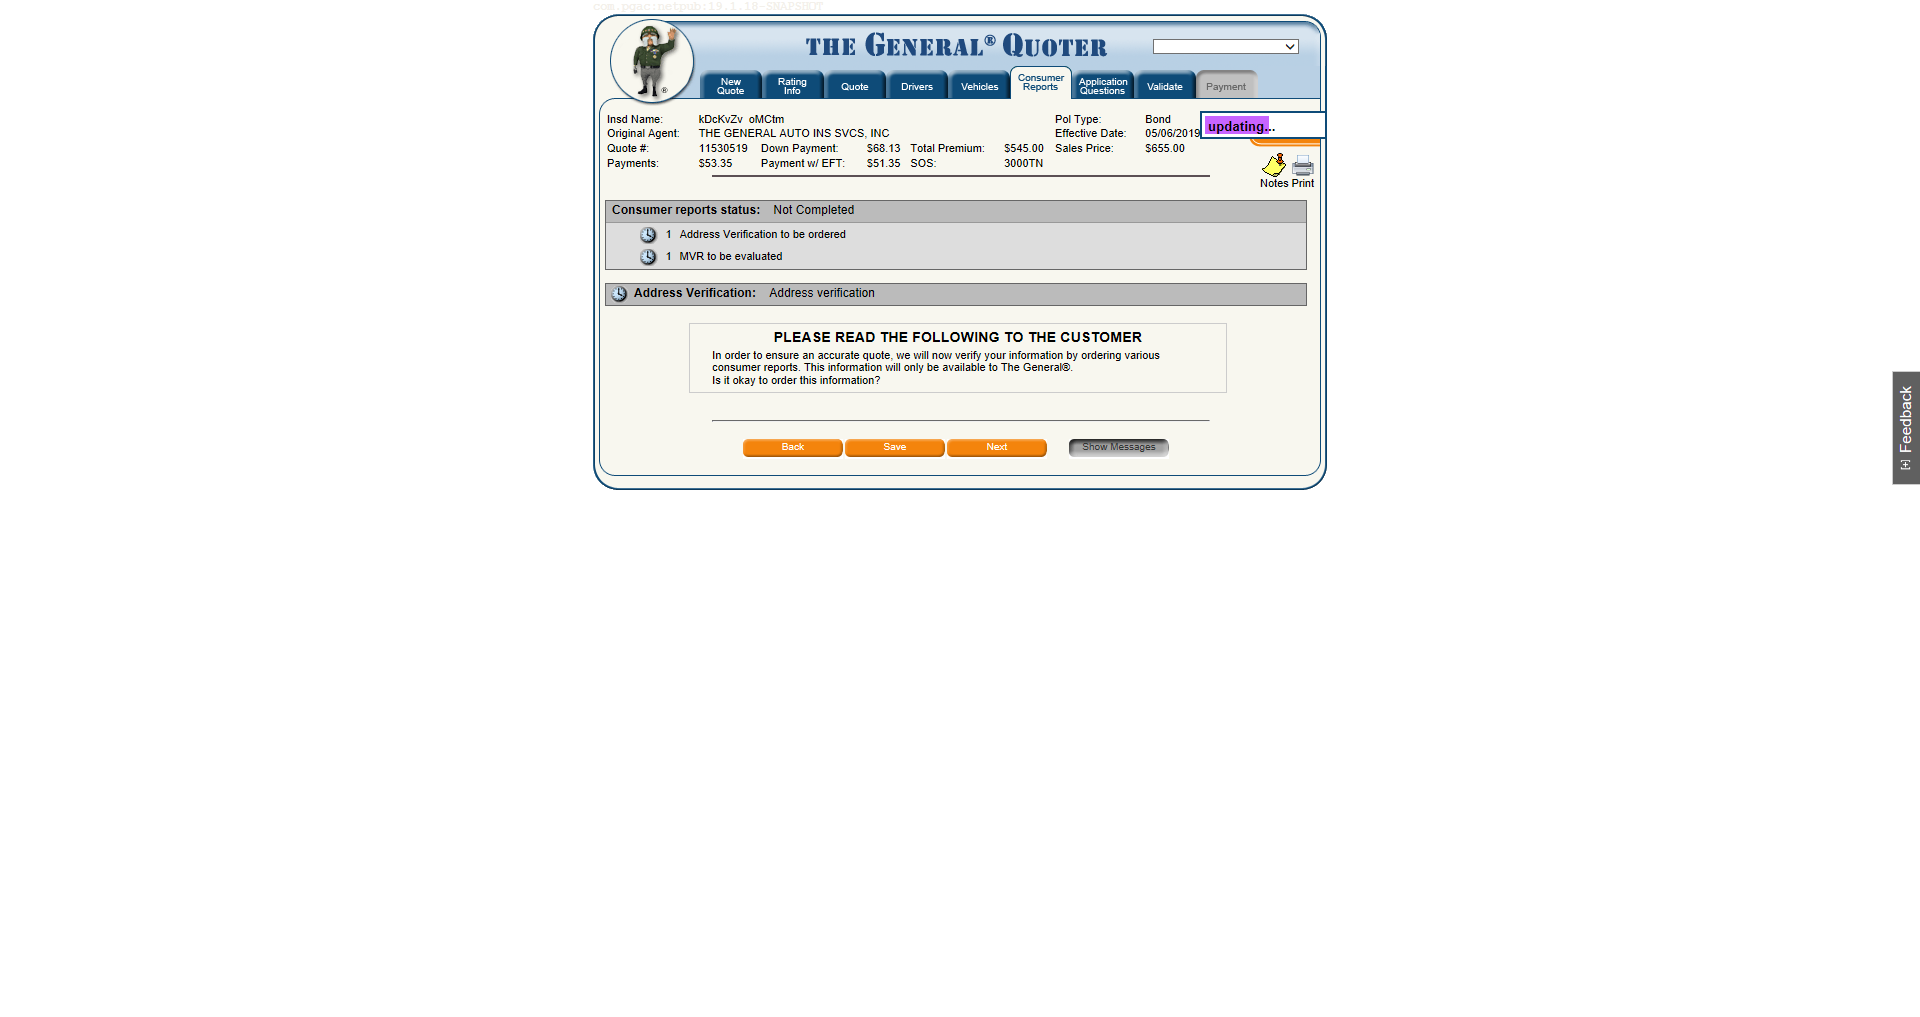 com.pgac:netpub:19.1.18-SNAPSHOT
THE GENERAL® QUOTER
New Quote
Rating Info
Quote
Drivers
Vehicles
Consumer Reports
Application Questions
Validate
Payment
®
Insd Name: kDcKvZv oMCtm Pol Type: Bond
updating...
Original Agent: THE GENERAL AUTO INS SVCS, INC Effective Date: 05/06/2019
Quote #: 11530519 Down Payment: $68.13 Total Premium: $545.00 Sales Price: $655.00
Payments: $53.35 Payment w/ EFT: $51.35 SOS: 3000TN
Notes Print
Consumer reports status: Not Completed
1 Address Verification to be ordered
1 MVR to be evaluated
Address Verification: Address verification
PLEASE READ THE FOLLOWING TO THE CUSTOMER
In order to ensure an accurate quote, we will now verify your information by ordering various
consumer reports. This information will only be available to The General®.
Is it okay to order this information?
Back Save Next Show Messages
[+] Feedback